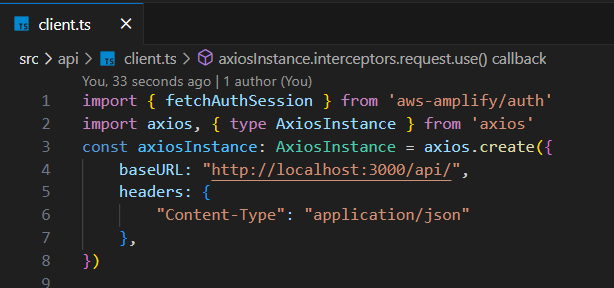 TS client.ts ×
src > api > TS client.ts > axiosInstance.interceptors.request.use() callback
You, 33 seconds ago | 1 author (You)
1 import { fetchAuthSession } from 'aws-amplify/auth'
2 import axios, { type AxiosInstance } from 'axios'
3 const axiosInstance: AxiosInstance = axios.create({
4     baseURL: "http://localhost:3000/api/",
5     headers: {
6         "Content-Type": "application/json"
7     },
8 })
9